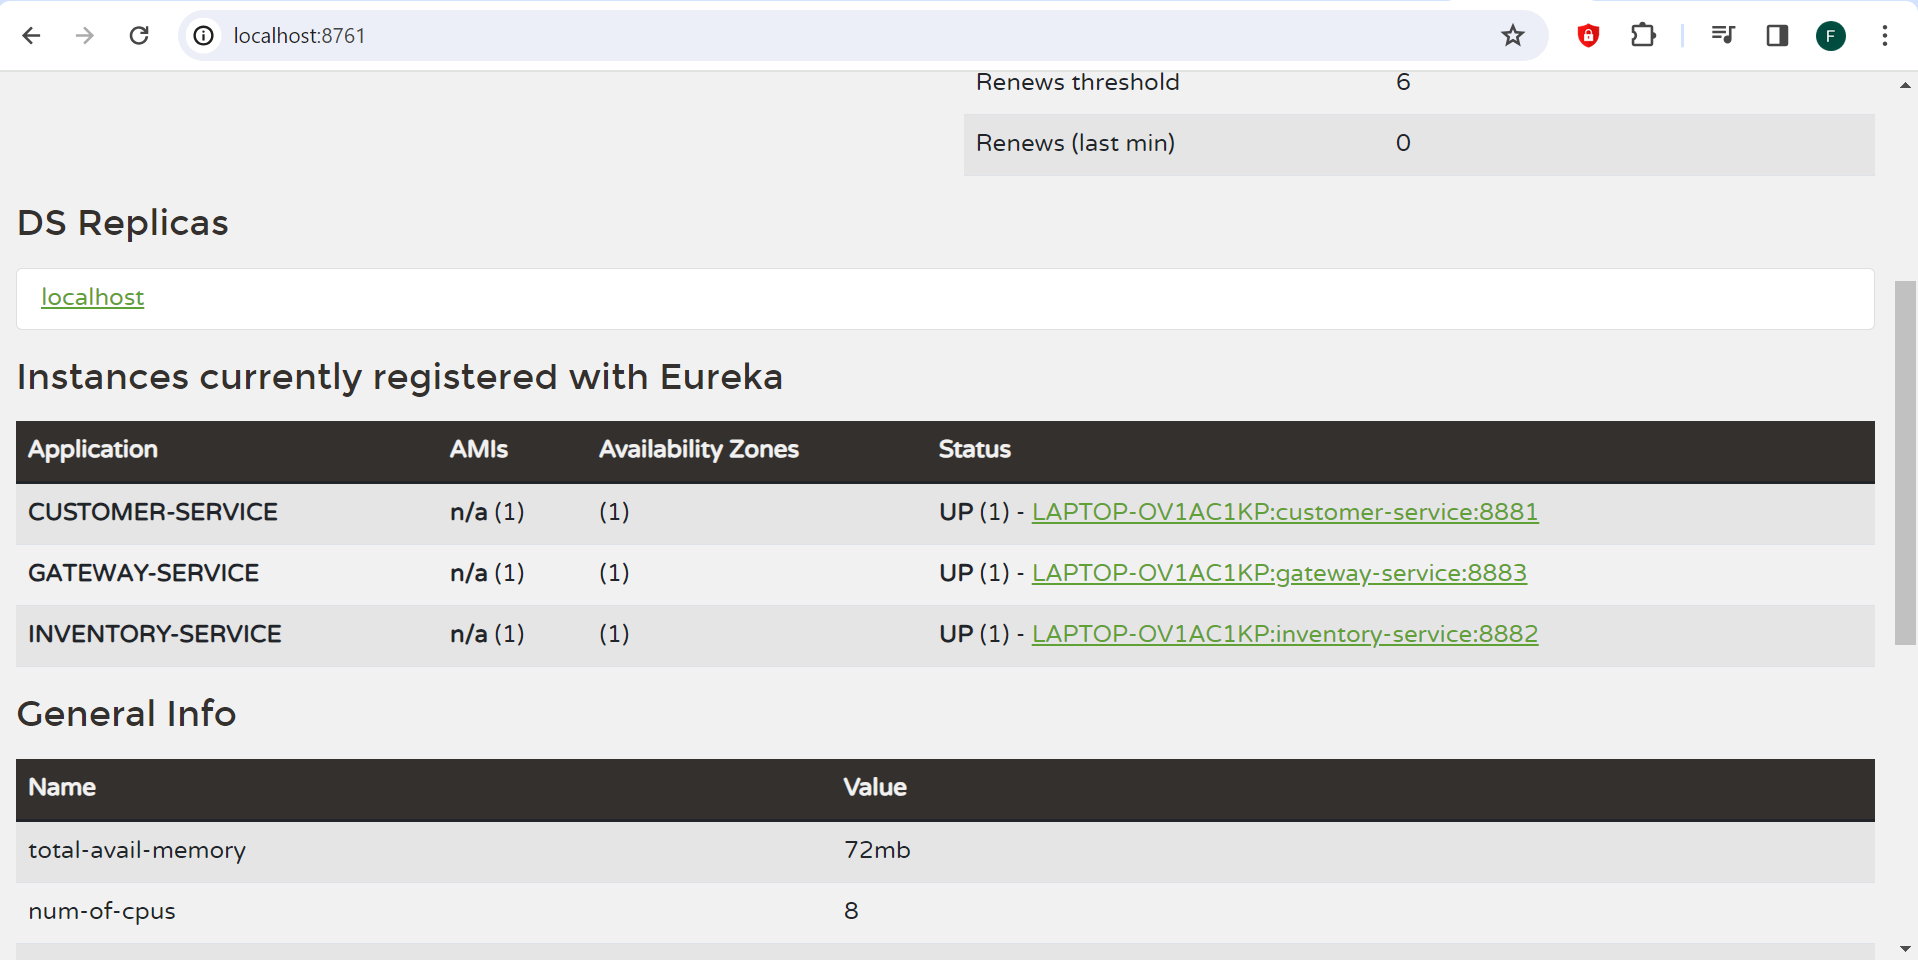 localhost:8761
F
Renews threshold 6
Renews (last min) 0
DS Replicas
localhost
Instances currently registered with Eureka
Application AMIs Availability Zones Status
CUSTOMER-SERVICE n/a (1) (1) UP (1) - LAPTOP-OV1AC1KP:customer-service:8881
GATEWAY-SERVICE n/a (1) (1) UP (1) - LAPTOP-OV1AC1KP:gateway-service:8883
INVENTORY-SERVICE n/a (1) (1) UP (1) - LAPTOP-OV1AC1KP:inventory-service:8882
General Info
Name Value
total-avail-memory 72mb
num-of-cpus 8